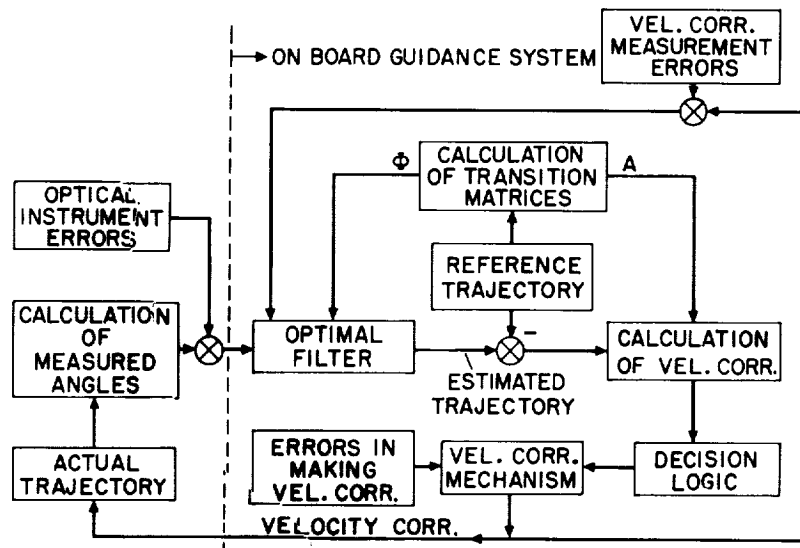 VEL. CORR.
MEASUREMENT
ERRORS
ON BOARD GUIDANCE SYSTEM
Φ
CALCULATION
OF TRANSITION
MATRICES
A
OPTICAL
INSTRUMENT
ERRORS
REFERENCE
TRAJECTORY
CALCULATION
OF
MEASURED
ANGLES
OPTIMAL
FILTER
−
CALCULATION
OF VEL. CORR.
ESTIMATED
TRAJECTORY
ACTUAL
TRAJECTORY
ERRORS IN
MAKING
VEL. CORR.
VEL. CORR.
MECHANISM
DECISION
LOGIC
VELOCITY CORR.